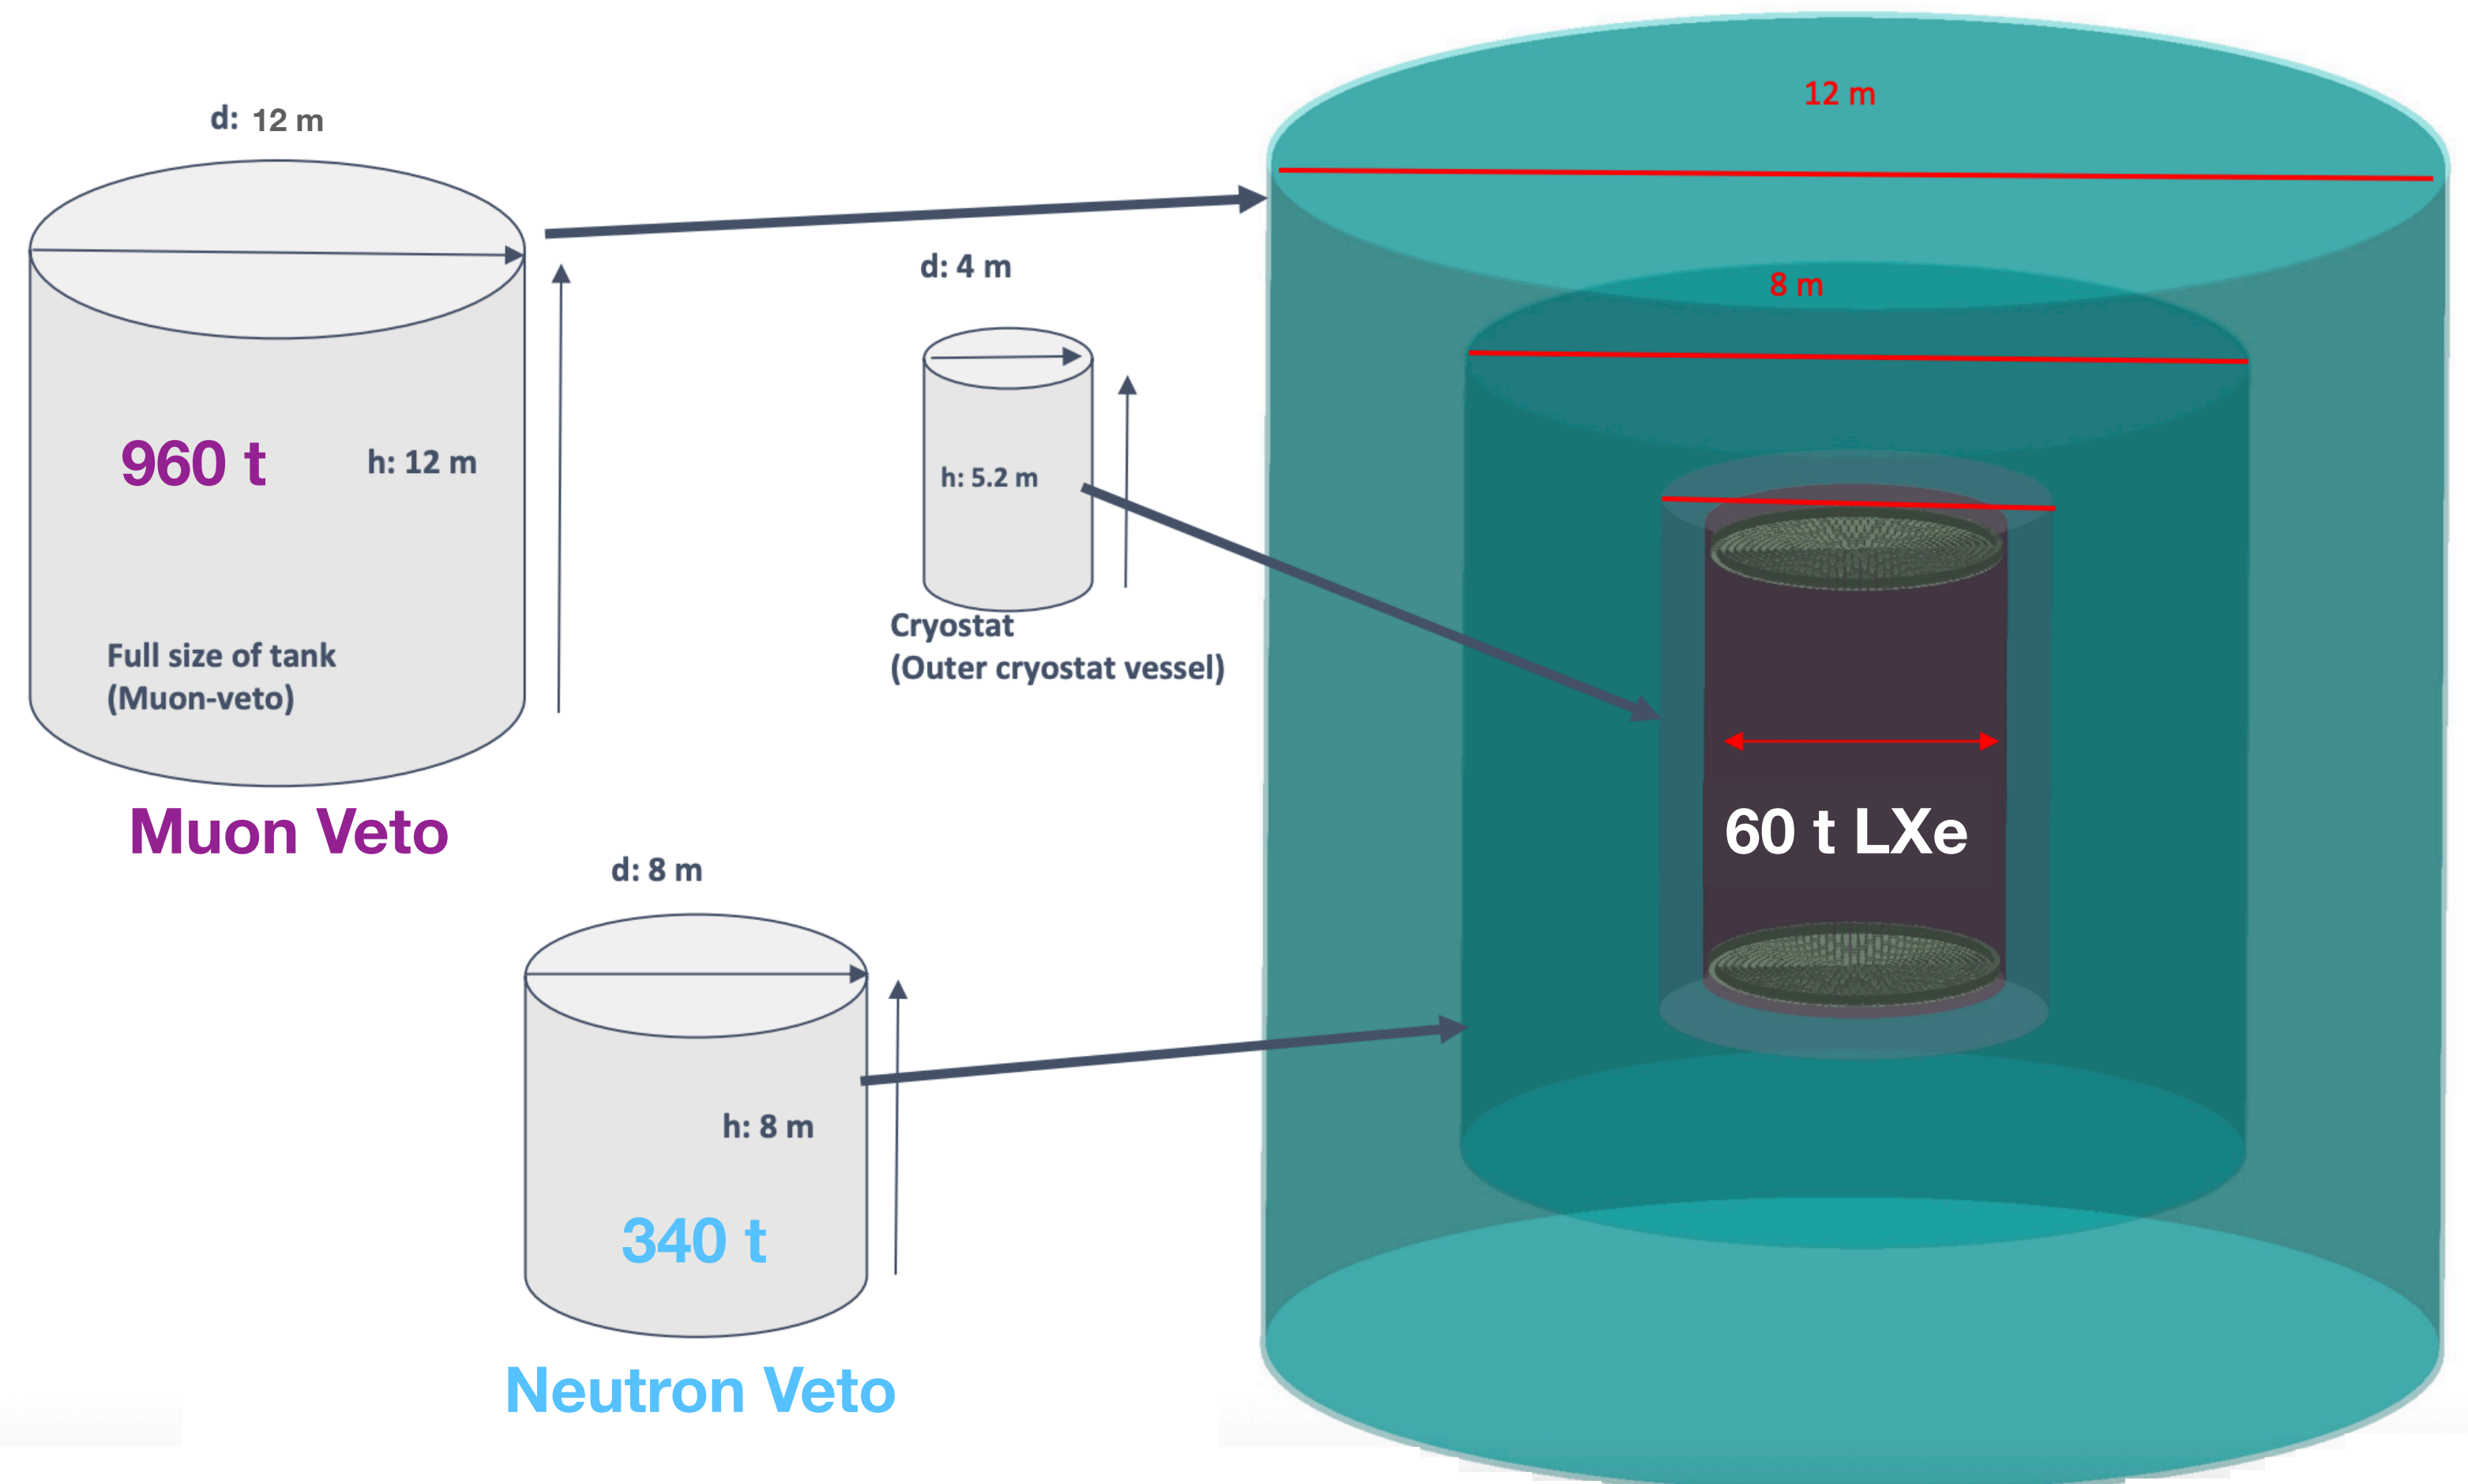 d: 12 m
960 t
h: 12 m
Full size of tank
(Muon-veto)
Muon Veto
d: 4 m
h: 5.2 m
Cryostat
(Outer cryostat vessel)
d: 8 m
h: 8 m
340 t
Neutron Veto
12 m
8 m
60 t LXe